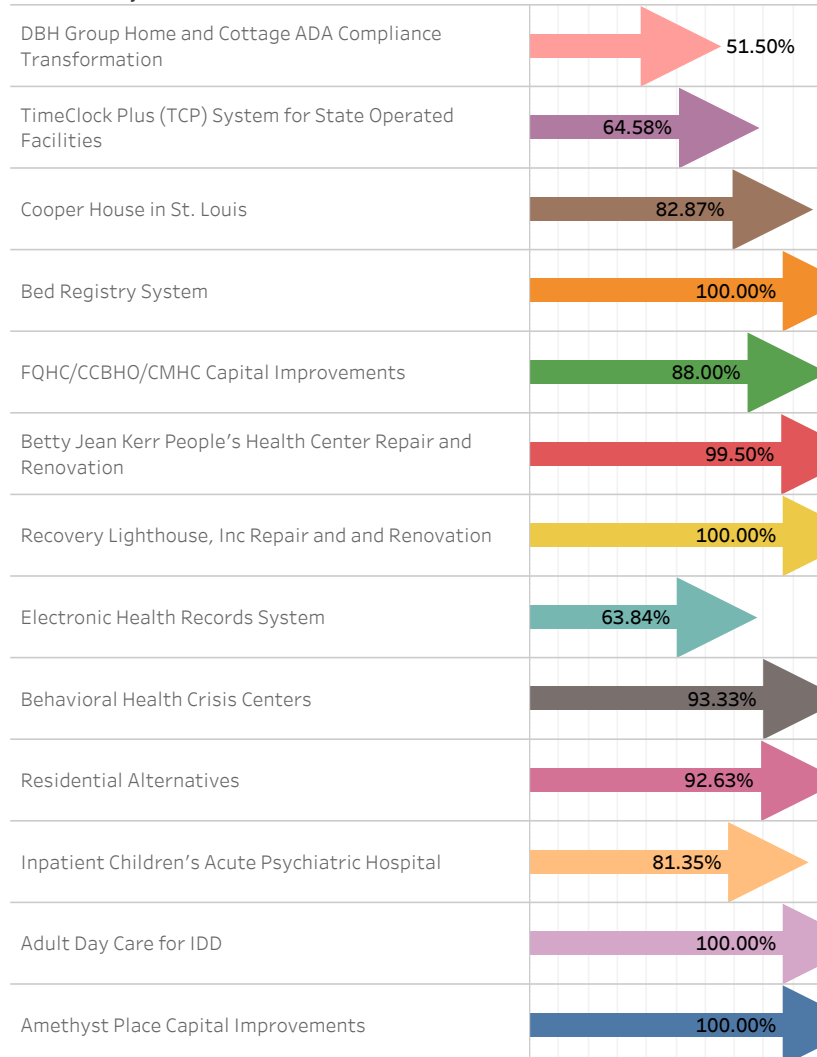 DBH Group Home and Cottage ADA Compliance
Transformation
51.50%
TimeClock Plus (TCP) System for State Operated
Facilities
64.58%
Cooper House in St. Louis
82.87%
Bed Registry System
100.00%
FQHC/CCBHO/CMHC Capital Improvements
88.00%
Betty Jean Kerr People's Health Center Repair and
Renovation
99.50%
Recovery Lighthouse, Inc Repair and and Renovation
100.00%
Electronic Health Records System
63.84%
Behavioral Health Crisis Centers
93.33%
Residential Alternatives
92.63%
Inpatient Children's Acute Psychiatric Hospital
81.35%
Adult Day Care for IDD
100.00%
Amethyst Place Capital Improvements
100.00%